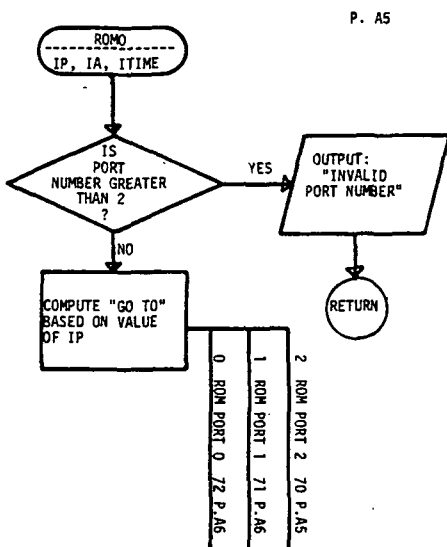 P. A5
ROMO
IP, IA, ITIME
IS
PORT
NUMBER GREATER
THAN 2
?
YES
OUTPUT:
"INVALID
PORT NUMBER"
NO
RETURN
COMPUTE "GO TO"
BASED ON VALUE
OF IP
2 ROM PORT 2 70 P.A5
1 ROM PORT 1 71 P.A6
0 ROM PORT 0 72 P.A6